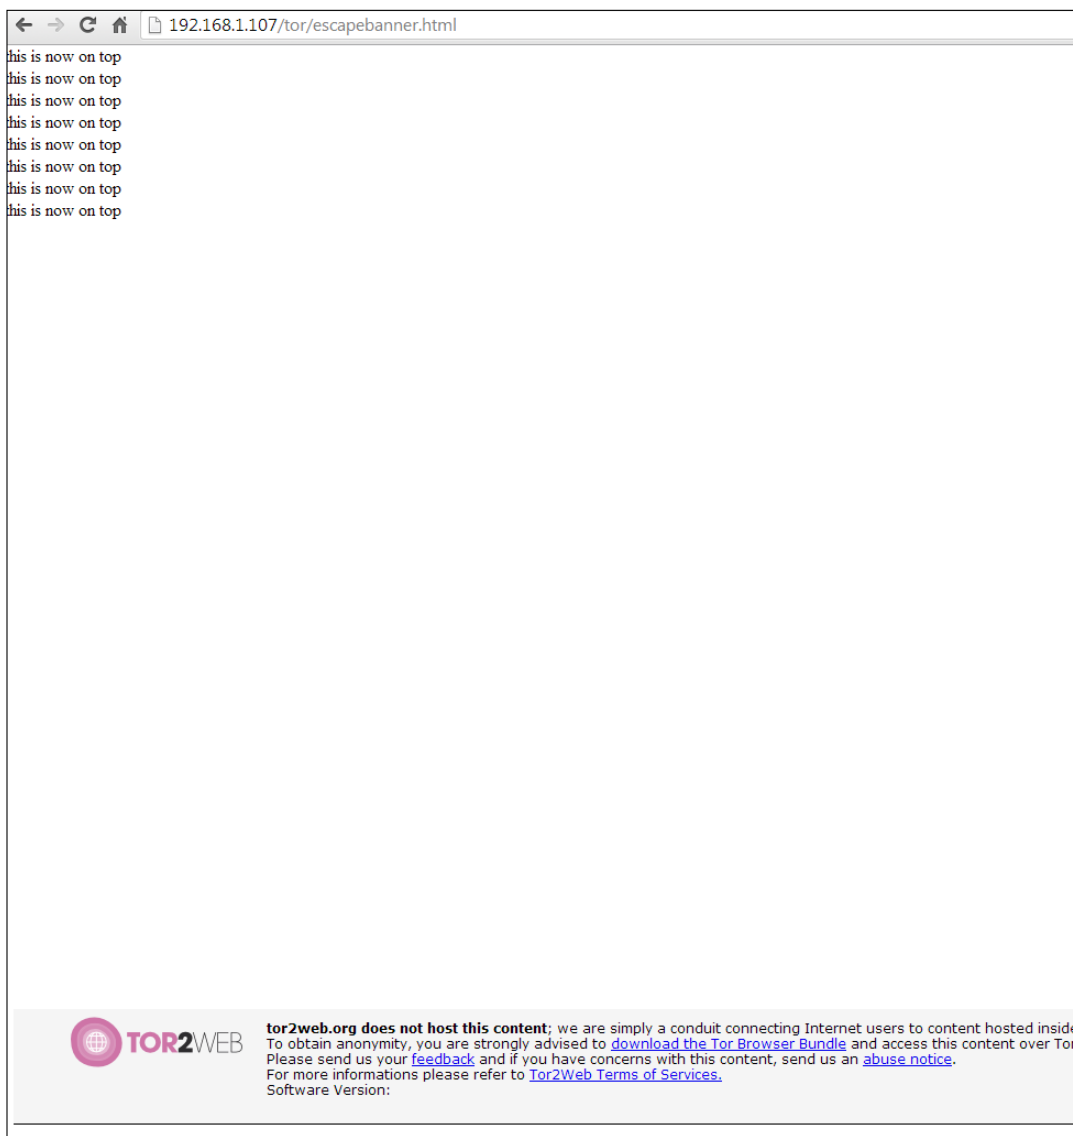 192.168.1.107/tor/escapebanner.html
this is now on top
this is now on top
this is now on top
this is now on top
this is now on top
this is now on top
this is now on top
this is now on top
TOR2WEB
tor2web.org does not host this content; we are simply a conduit connecting Internet users to content hosted inside
To obtain anonymity, you are strongly advised to download the Tor Browser Bundle and access this content over Tor
Please send us your feedback and if you have concerns with this content, send us an abuse notice.
For more informations please refer to Tor2Web Terms of Services.
Software Version: